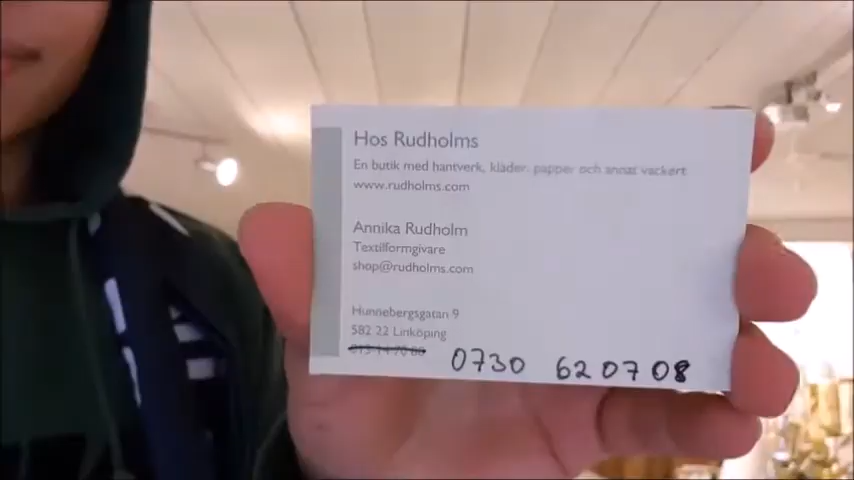 Hos Rudholms
En butik med hantverk, kläder, papper och annat vackert
www.rudholms.com
Annika Rudholm
Textilformgivare
shop@rudholms.com
Hunnebergsgatan 9
582 22 Linköping
0730 620708